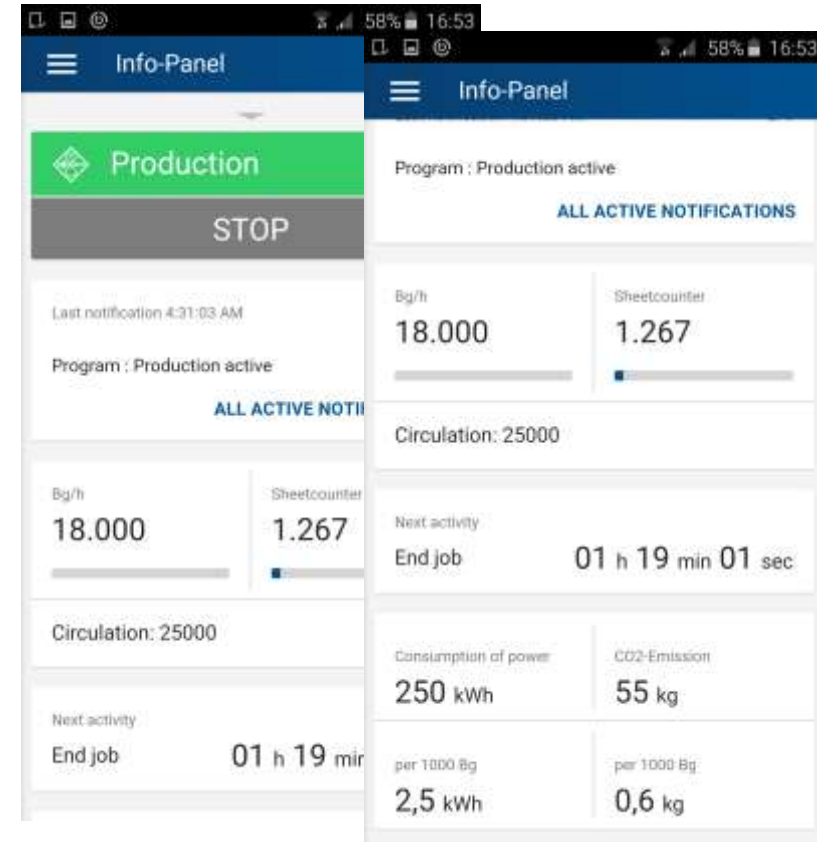 58% 16:53
Info-Panel
Production
STOP
Last notification 4:31:03 AM
Program : Production active
ALL ACTIVE NOTI
Bg/h
18.000
Sheetcounter
1.267
Circulation: 25000
Next activity
End job
01 h 19 min
58% 16:53
Info-Panel
Program : Production active
ALL ACTIVE NOTIFICATIONS
Bg/h
18.000
Sheetcounter
1.267
Circulation: 25000
Next activity
End job
01 h 19 min 01 sec
Consumption of power
250 kWh
CO2-Emission
55 kg
per 1000 Bg
2,5 kWh
per 1000 Bg
0,6 kg